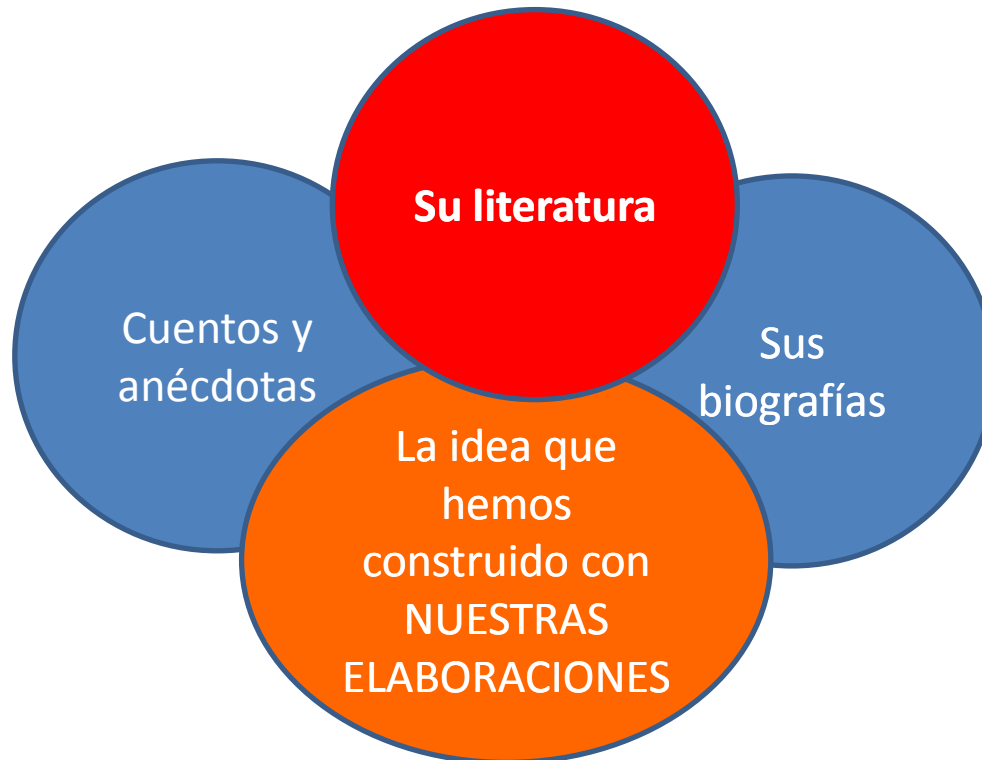 Su literatura
Cuentos y
anécdotas
Sus
biografías
La idea que
hemos
construido con
NUESTRAS
ELABORACIONES